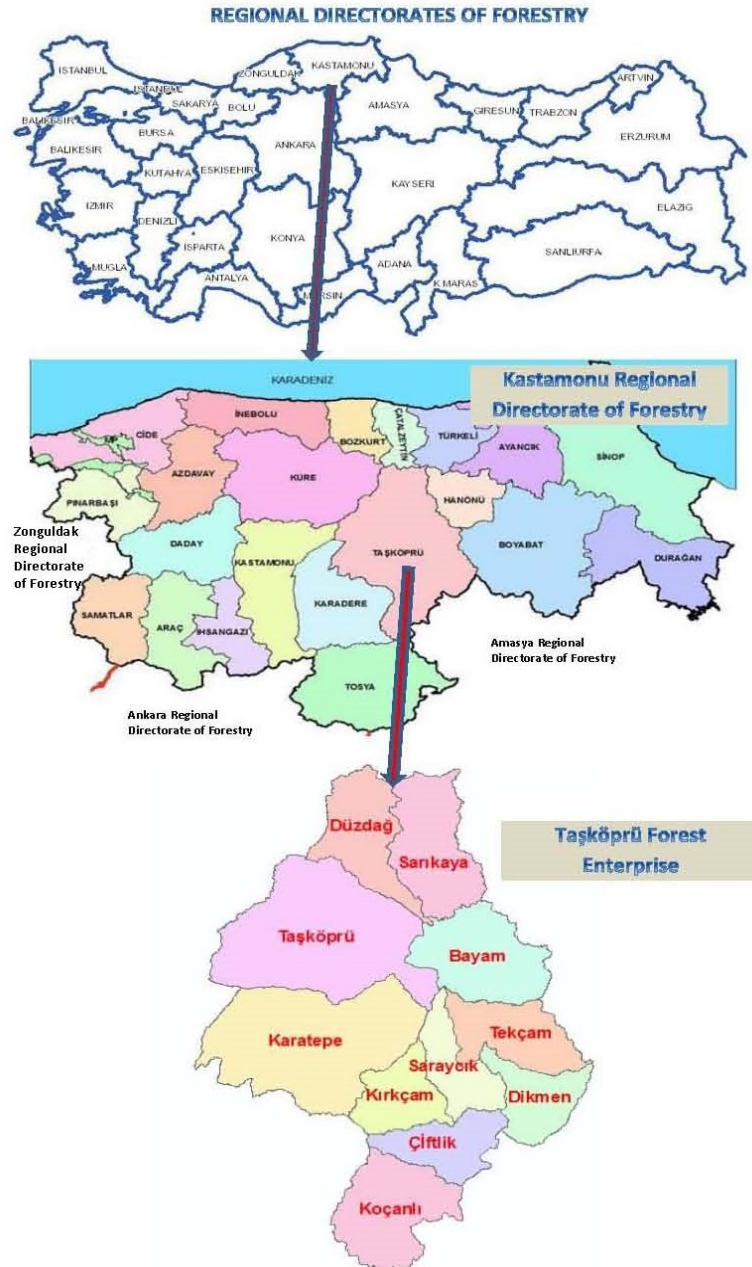 REGIONAL DIRECTORATES OF FORESTRY
ISTANBUL
ISTANBUL
ZONGULDAK
KASTAMONU
SAKARYA
BOLU
AMASYA
GIRESUN
TRABZON
ARTVIN
BALIKESIR
BALIKESIR
BURSA
ANKARA
ERZURUM
KUTAHYA
ESKISEHIR
KAYSERI
IZMIR
DENIZLI
KONYA
ELAZIG
ISPARTA
ADANA
SANLIURFA
MUGLA
ANTALYA
MERSIN
K.MARAS
KARADENİZ
Kastamonu Regional
Directorate of Forestry
MP
CİDE
İNEBOLU
BOZKURT
ÇATALZEYTİN
TÜRKELİ
AYANCIK
SİNOP
AZDAVAY
KÜRE
PINARBAŞI
HANÖNÜ
Zonguldak
Regional
Directorate
of Forestry
DADAY
KASTAMONU
TAŞKÖPRÜ
BOYABAT
DURAĞAN
SAMATLAR
ARAÇ
İHSANGAZİ
KARADERE
Amasya Regional
Directorate of Forestry
TOSYA
Ankara Regional
Directorate of Forestry
Düzdağ
Sarıkaya
Taşköprü Forest
Enterprise
Taşköprü
Bayam
Karatepe
Tekçam
Saraycık
Kırkçam
Dikmen
Çiftlik
Koçanlı